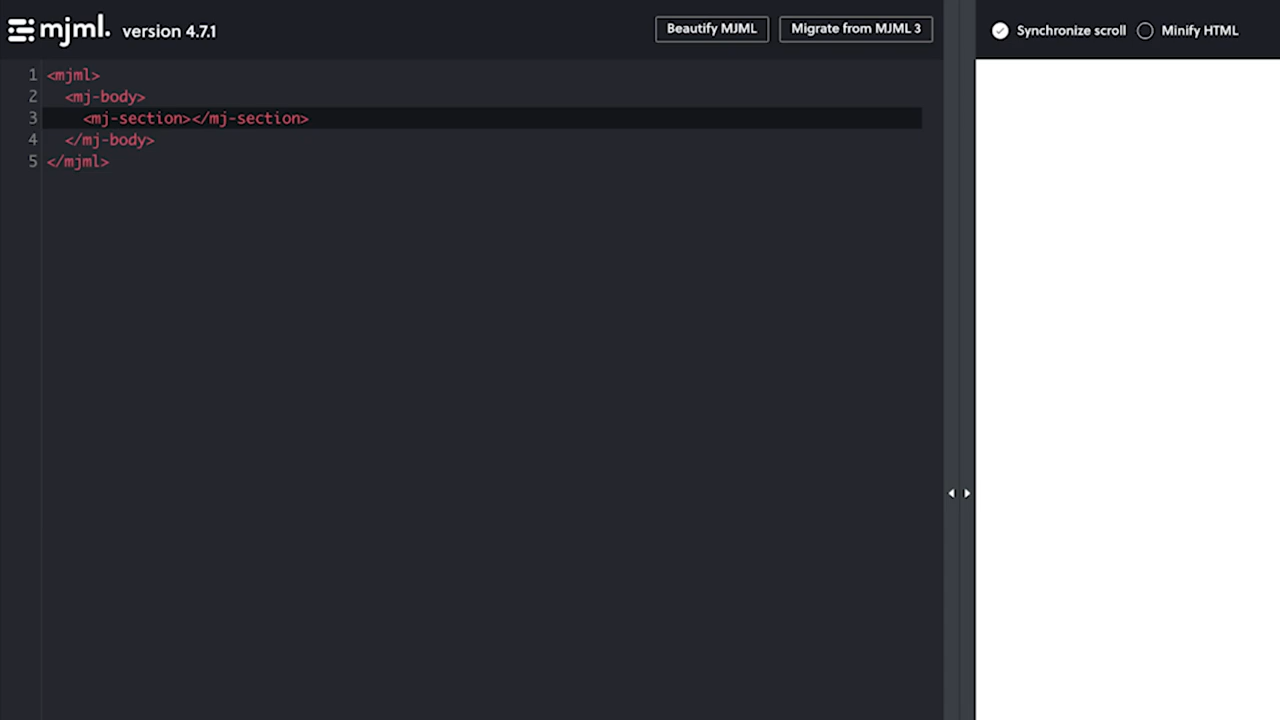 mjml. version 4.7.1 Beautify MJML Migrate from MJML 3 Synchronize scroll Minify HTML
1 <mjml>
2 <mj-body>
3 <mj-section></mj-section>
4 </mj-body>
5 </mjml>